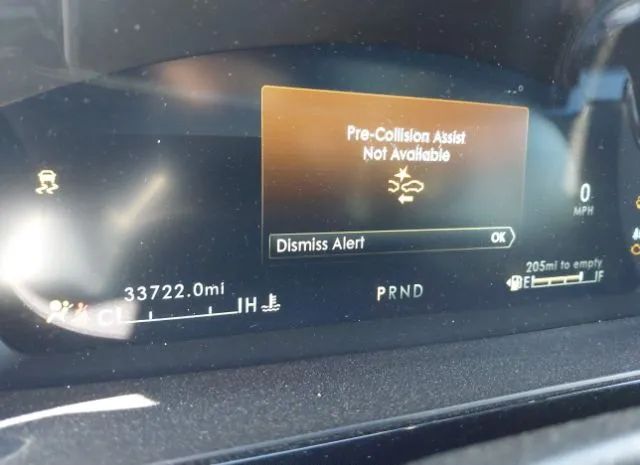 Pre-Collision Assist
Not Available
0
MPH
Dismiss Alert OK
205mi to empty
33722.0mi
E F
C H
PRND